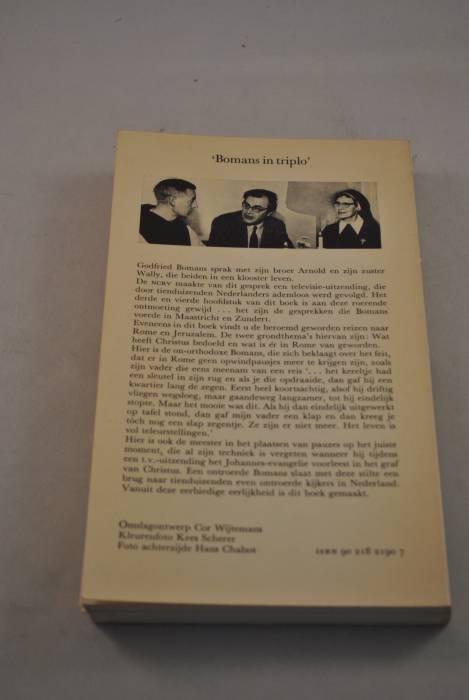 'Bomans in triplo'
Godfried Bomans sprak met zijn broer Arnold en zijn zuster
Wally, die beiden in een klooster leven.
De NCRV maakte van dit gesprek een televisie-uitzending, die
door tienduizenden Nederlanders ademloos werd gevolgd. Het
derde en vierde hoofdstuk van dit boek is aan deze roerende
ontmoeting gewijd ... het zijn de gesprekken die Bomans
voerde in Maastricht en Zundert.
Eveneens in dit boek vindt u de beroemd geworden reizen naar
Rome en Jeruzalem. De twee grondthema's hiervan zijn: Wat
heeft Christus bedoeld en wat is er in Rome van geworden.
Hier is de on-orthodoxe Bomans, die zich beklaagt over het feit,
dat er in Rome geen opwindpausjes meer te krijgen zijn, zoals
zijn vader die eens meenam van een reis '... het kereltje had
een sleutel in zijn rug en als je die opdraaide, dan gaf hij een
kwartier lang de zegen. Eerst heel koortsachtig, alsof hij driftig
vliegen wegsloeg, maar gaandeweg langzamer, tot hij eindelijk
stopte. Maar het mooie was dit. Als hij dan eindelijk uitgewerkt
op tafel stond, dan gaf mijn vader een klap en dan kreeg je
tóch nog een slap zegentje. Ze zijn er niet meer. Het leven is
vol teleurstellingen.'
Hier is ook de meester in het plaatsen van pauzes op het juiste
moment, die al zijn techniek is vergeten wanneer hij tijdens
een t.v.-uitzending het Johannes-evangelie voorleest in het graf
van Christus. Een ontroerde Bomans slaat met deze stilte een
brug naar tienduizenden even ontroerde kijkers in Nederland.
Vanuit deze eerbiedige eerlijkheid is dit boek gemaakt.
Omslagontwerp Cor Wijtemans
Kleurenfoto Kees Scherer
Foto achterzijde Hans Chabot
ISBN 90 218 2190 7